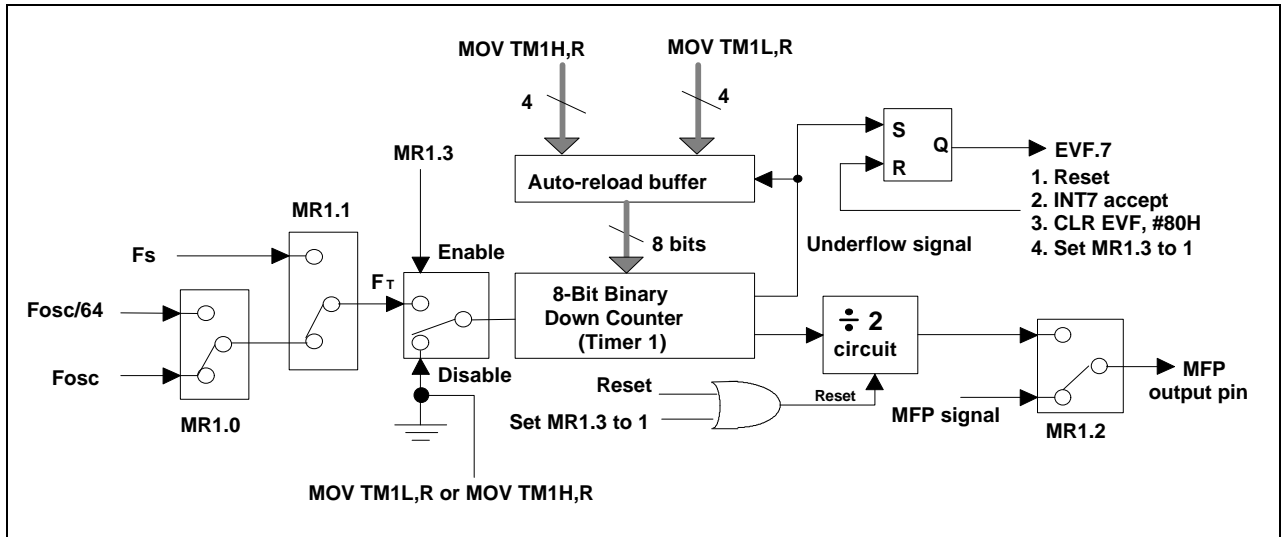 MOV TM1H,R
MOV TM1L,R
4
4
S
Q
R
EVF.7
1. Reset
2. INT7 accept
3. CLR EVF, #80H
4. Set MR1.3 to 1
MR1.3
Auto-reload buffer
MR1.1
8 bits
Underflow signal
Fs
Enable
FT
Fosc/64
8-Bit Binary
Down Counter
(Timer 1)
÷ 2
circuit
Fosc
Disable
MR1.0
Reset
Set MR1.3 to 1
Reset
MFP signal
MFP
output pin
MR1.2
MOV TM1L,R or MOV TM1H,R